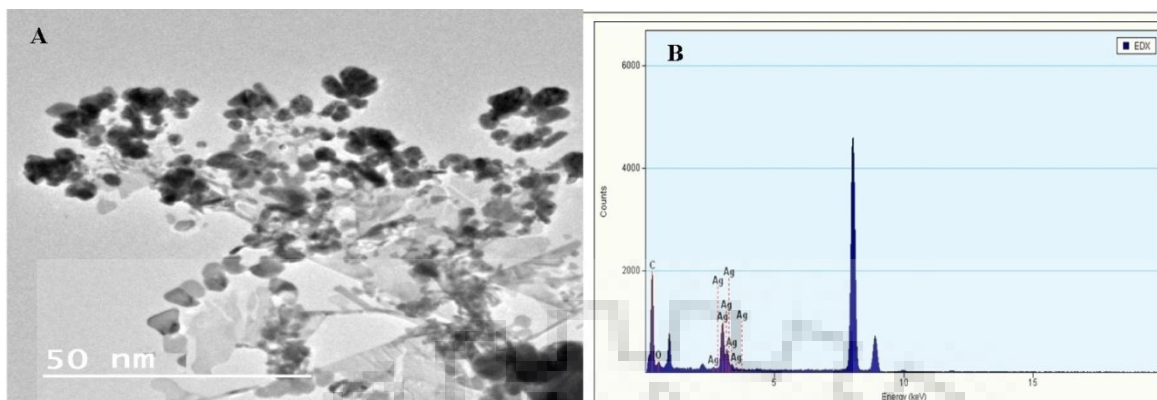 A
50 nm
B
EDX
6000
4000
2000
Counts
C
O
Ag
Ag
Ag
Ag
Ag
Ag
Ag
Ag
5
10
15
Energy (keV)